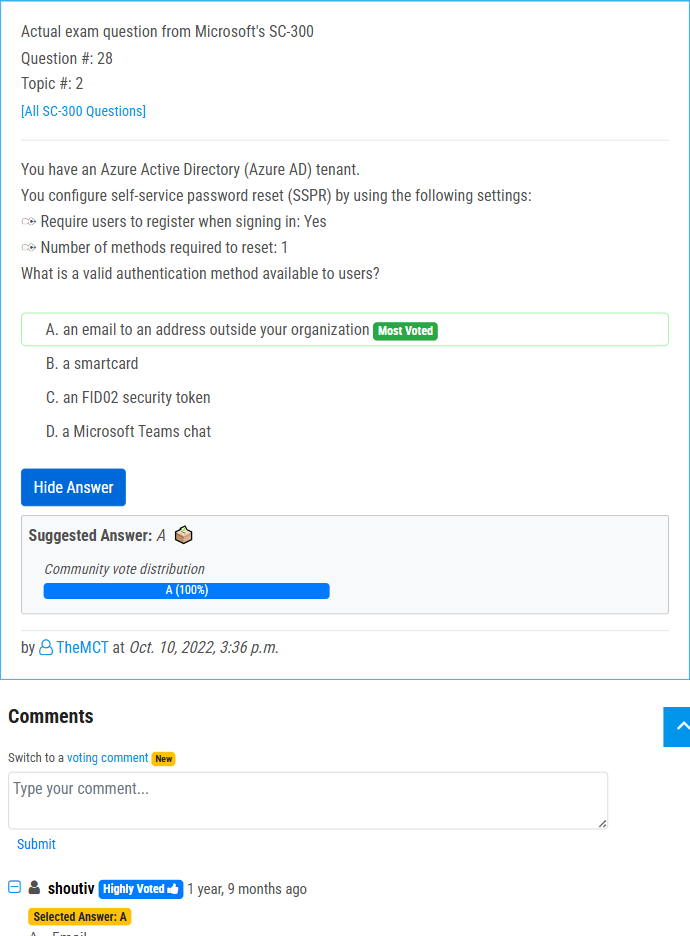 Actual exam question from Microsoft's SC-300
Question #: 28
Topic #: 2
[All SC-300 Questions]
You have an Azure Active Directory (Azure AD) tenant.
You configure self-service password reset (SSPR) by using the following settings:
Require users to register when signing in: Yes
Number of methods required to reset: 1
What is a valid authentication method available to users?
A. an email to an address outside your organization Most Voted
B. a smartcard
C. an FID02 security token
D. a Microsoft Teams chat
Hide Answer
Suggested Answer: A
Community vote distribution
A (100%)
by TheMCT at Oct. 10, 2022, 3:36 p.m.
Comments
Switch to a voting comment New
Type your comment...
Submit
shoutiv Highly Voted 1 year, 9 months ago
Selected Answer: A